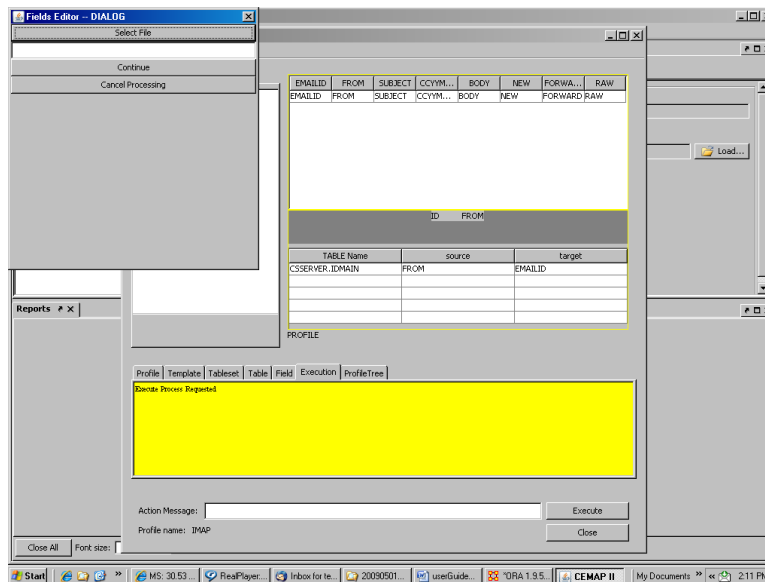 Fields Editor -- DIALOG
Select File
Continue
Cancel Processing
EMAILID FROM SUBJECT CCYYM... BODY NEW FORWA... RAW
EMAILID FROM SUBJECT CCYYM... BODY NEW FORWARD RAW
Load...
ID FROM
TABLE Name source target
CSSERVER.IDMAIN FROM EMAILID
Reports
PROFILE
Profile Template Tableset Table Field Execution ProfileTree
Execute Process Requested
Action Message: Execute
Profile name: IMAP
Close
Close All Font size:
Start » MS: 30.53 ... RealPlayer:... Inbox for te... 20090501... userGuide... *ORA 1.9.5... CEMAP II My Documents » « 2:11 PM